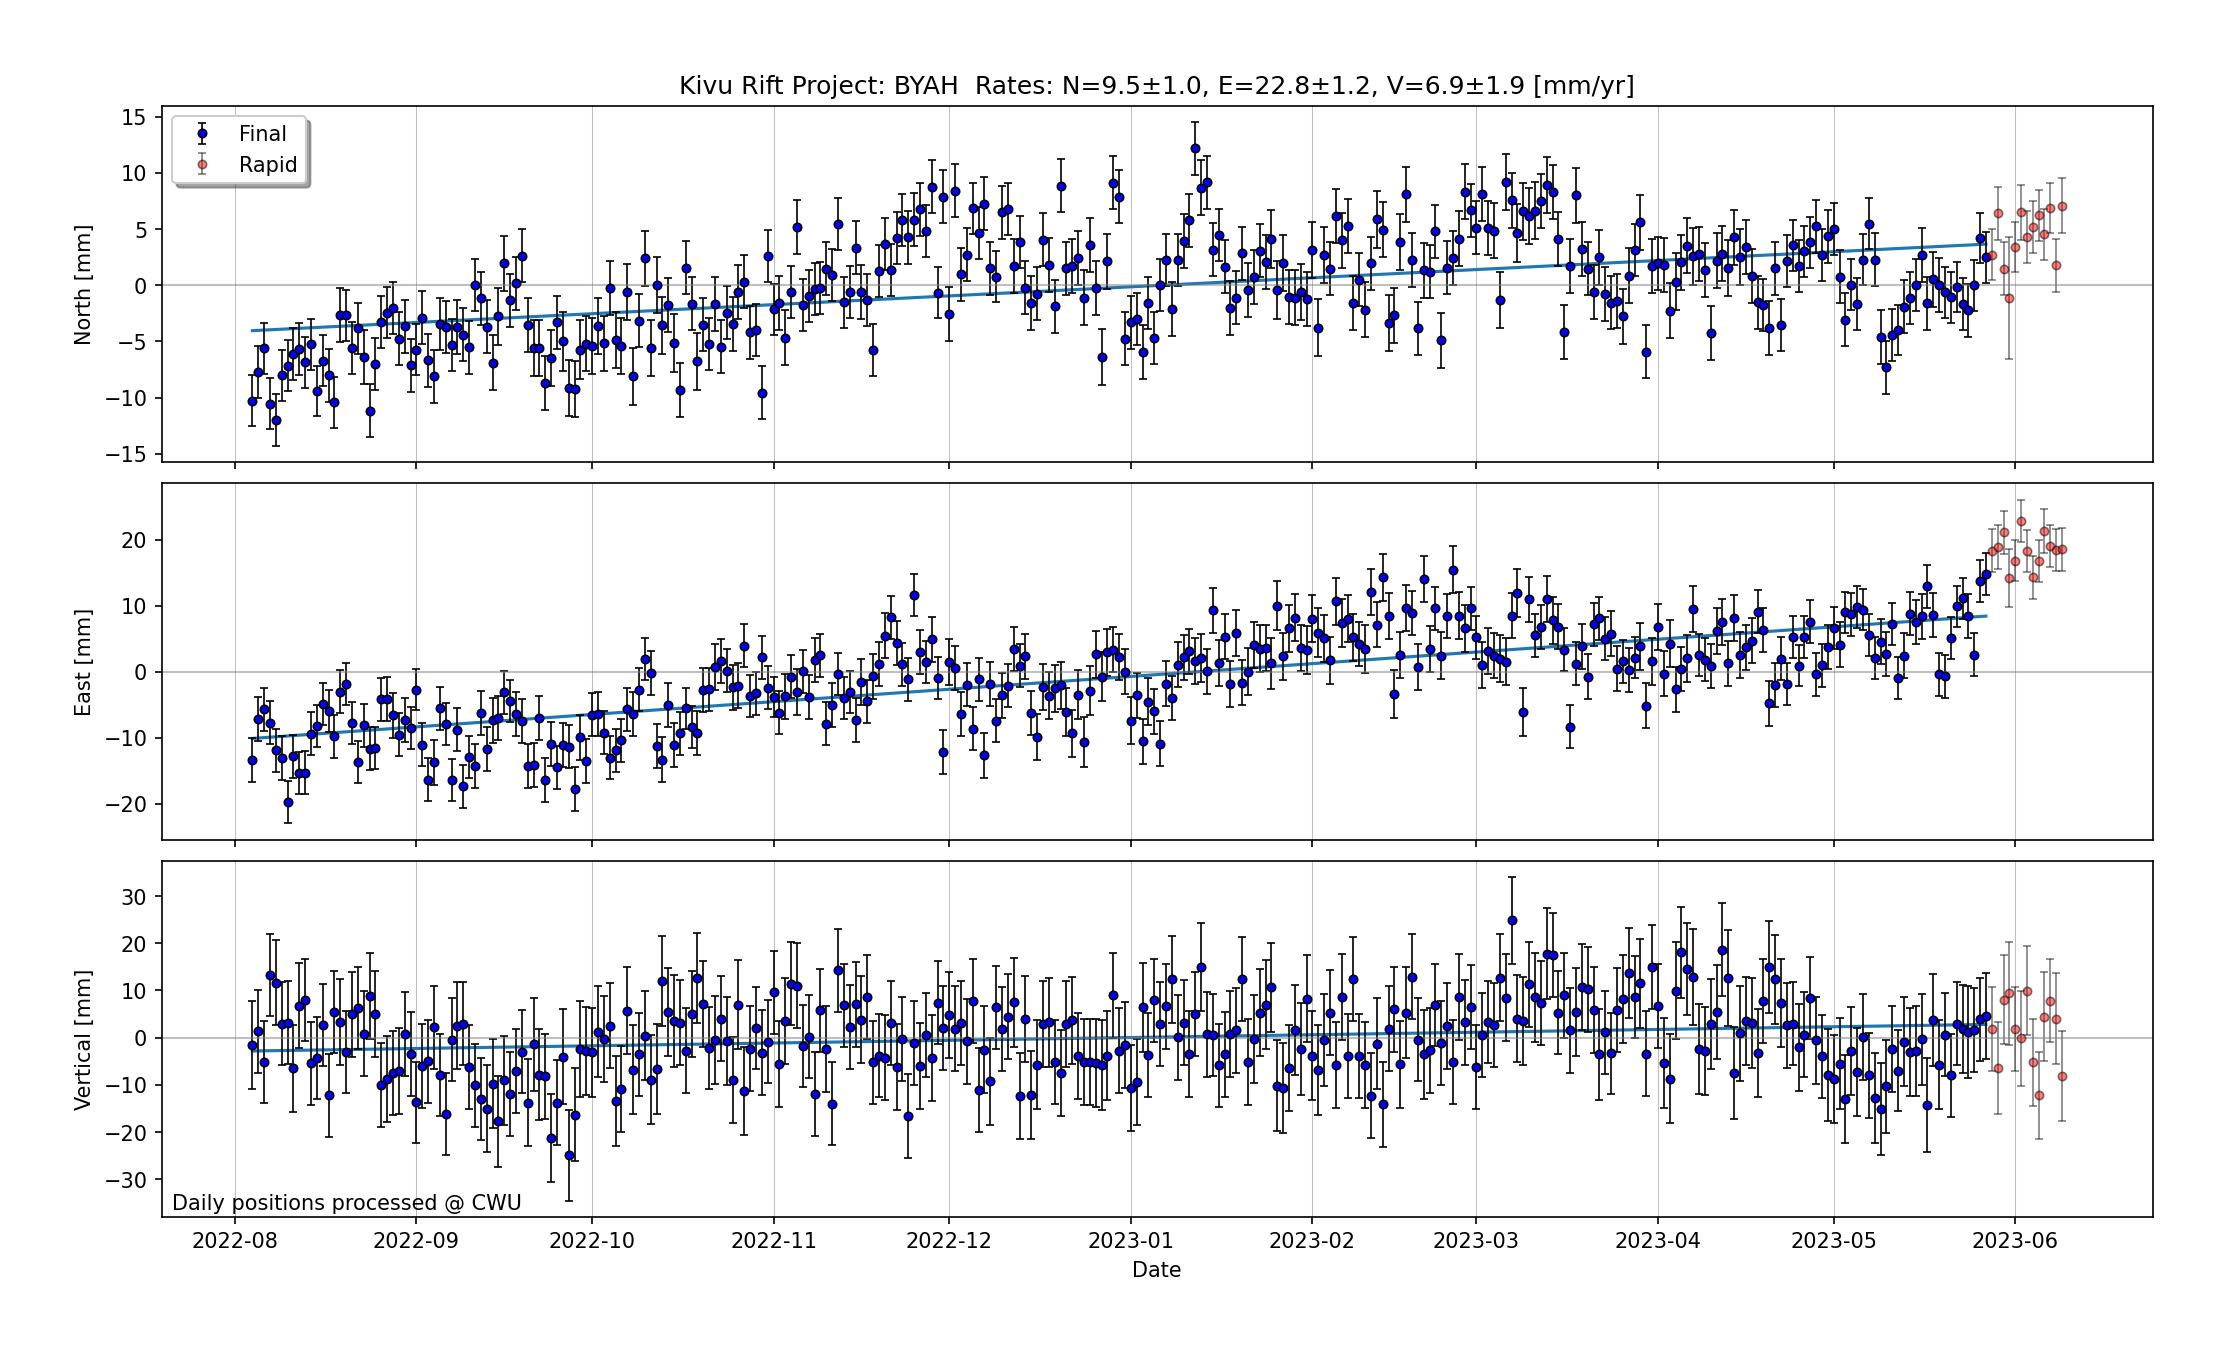 Kivu Rift Project: BYAH  Rates: N=9.5±1.0, E=22.8±1.2, V=6.9±1.9 [mm/yr]
Final
Rapid
North [mm]
15
10
5
0
−5
−10
−15
East [mm]
20
10
0
−10
−20
Vertical [mm]
30
20
10
0
−10
−20
−30
Daily positions processed @ CWU
2022-08 2022-09 2022-10 2022-11 2022-12 2023-01 2023-02 2023-03 2023-04 2023-05 2023-06
Date